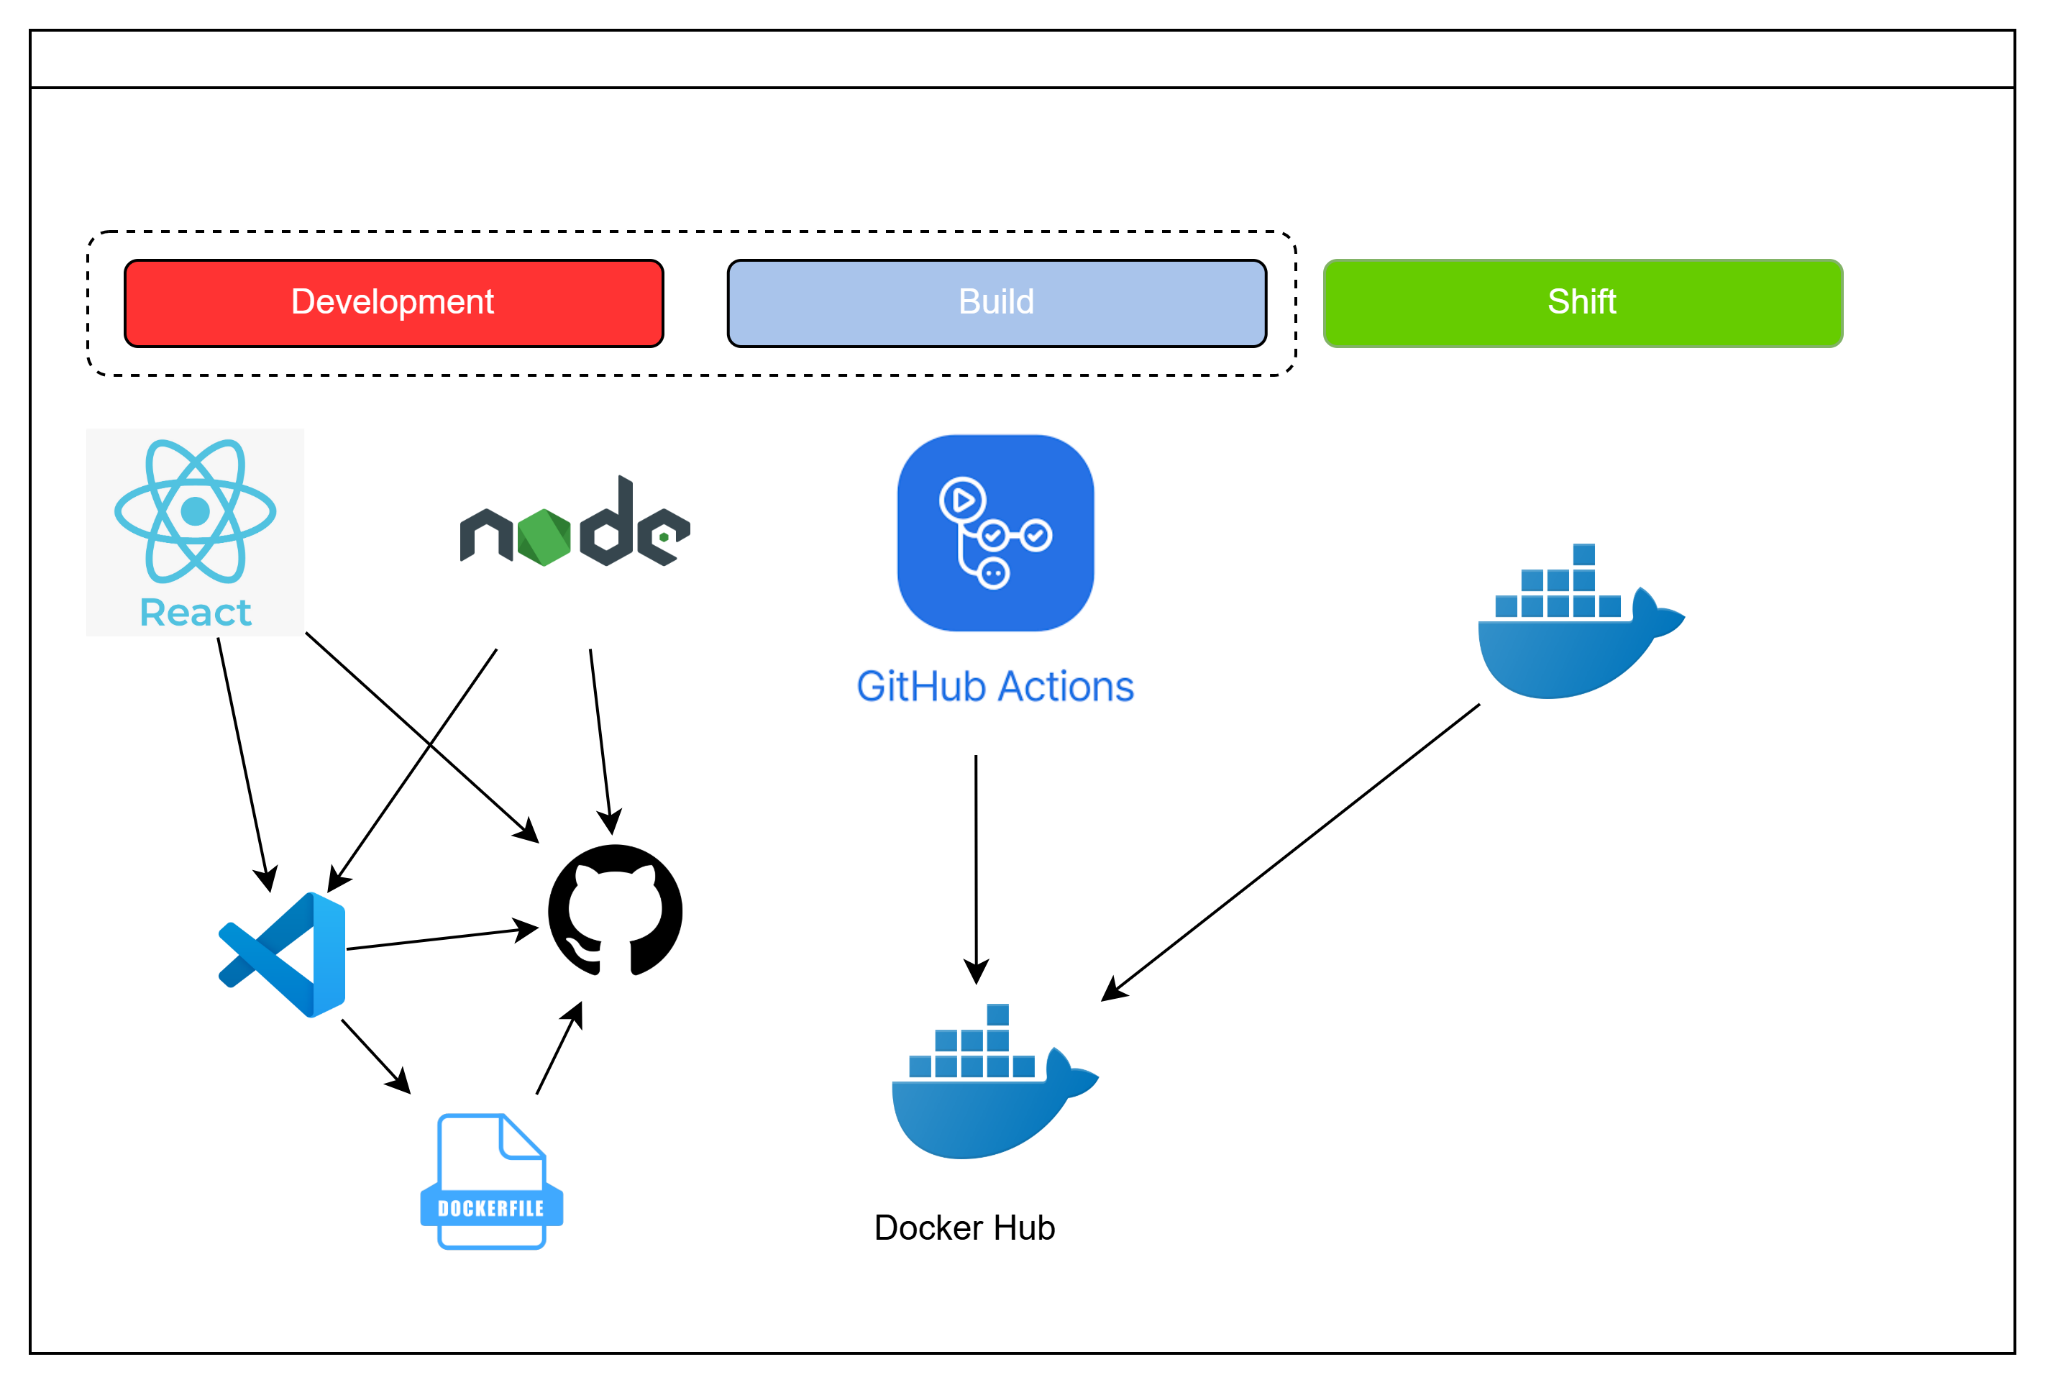 Development
Build
Shift
React
node
GitHub Actions
DOCKERFILE
Docker Hub